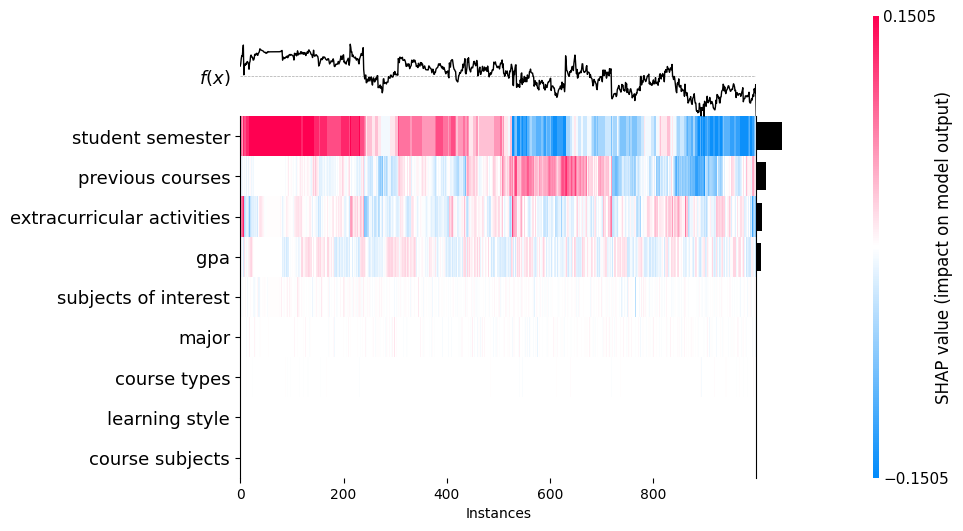 0.1505
f(x)
student semester
previous courses
extracurricular activities
gpa
subjects of interest
major
course types
learning style
course subjects
0 200 400 600 800
Instances
SHAP value (impact on model output)
−0.1505